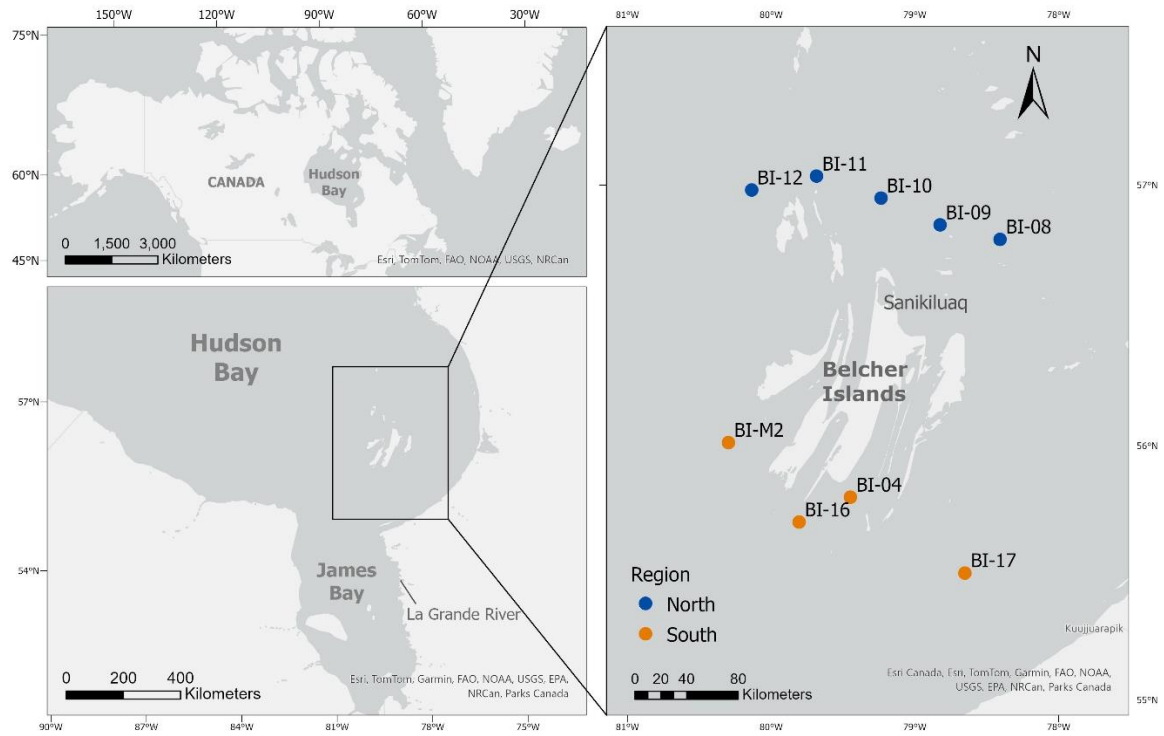 150°W 120°W 90°W 60°W 30°W
75°N
60°N
45°N
CANADA
Hudson
Bay
0 1,500 3,000
Kilometers
Esri, TomTom, FAO, NOAA, USGS, NRCan
Hudson
Bay
57°N
54°N
James
Bay
La Grande River
0 200 400
Kilometers
Esri, TomTom, Garmin, FAO, NOAA, USGS, EPA,
NRCan, Parks Canada
90°W 87°W 84°W 81°W 78°W 75°W
81°W 80°W 79°W 78°W
N
BI-12
BI-11
BI-10
BI-09
BI-08
57°N
Sanikiluaq
Belcher
Islands
BI-M2
56°N
BI-04
BI-16
BI-17
Region
North
South
Kuujjuarapik
0 20 40 80
Kilometers
Esri Canada, Esri, TomTom, Garmin, FAO, NOAA,
USGS, EPA, NRCan, Parks Canada
55°N
81°W 80°W 79°W 78°W